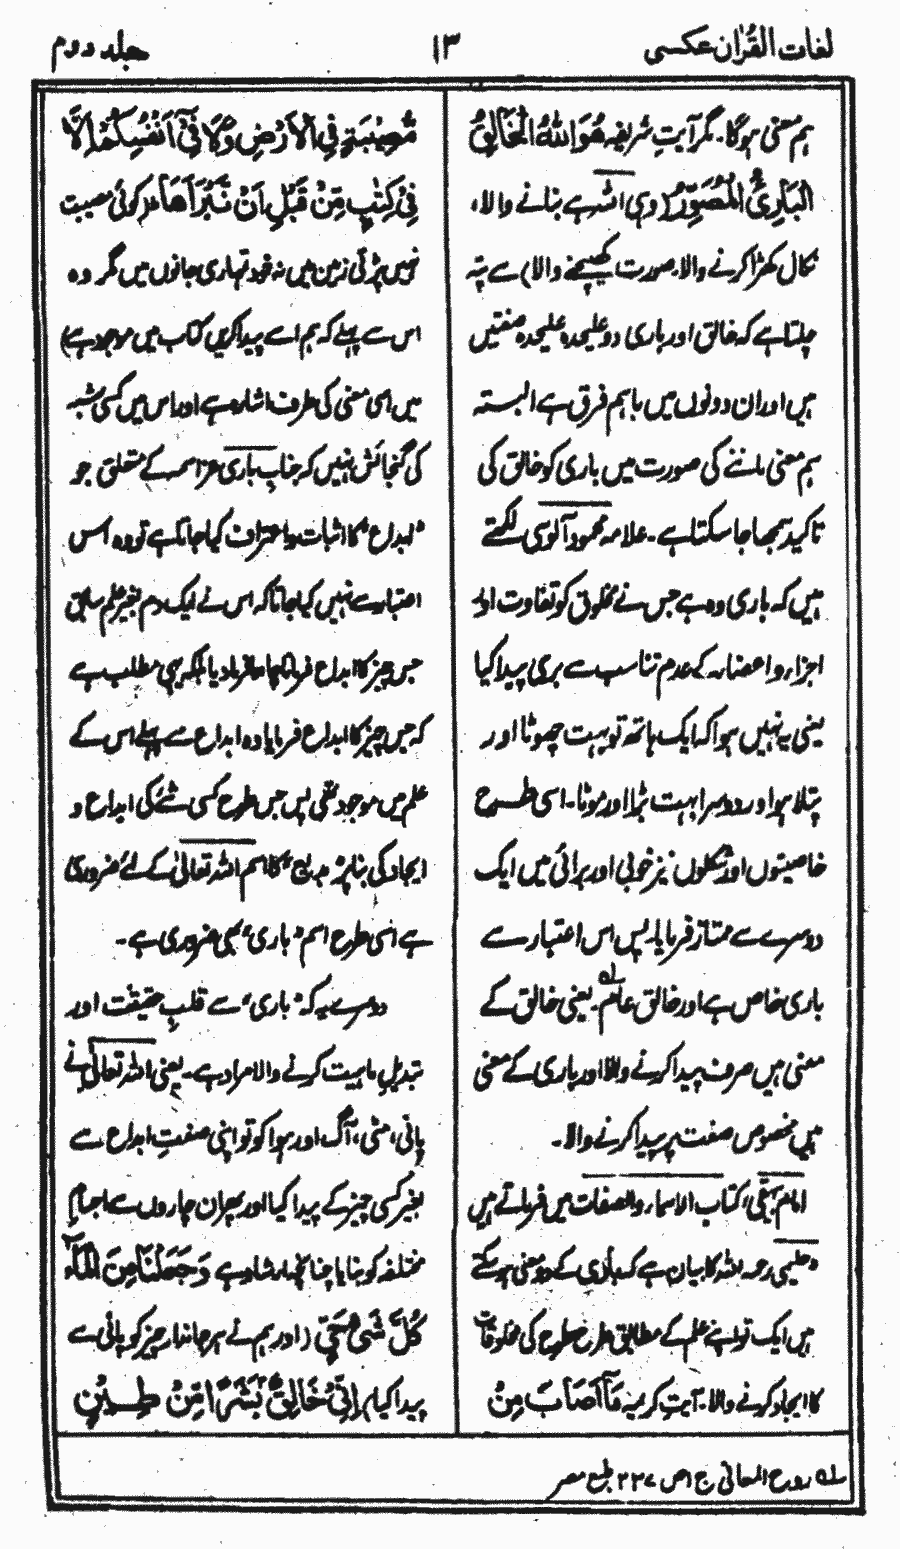 لغات القرآن عکسی
۱۳
جلد دوم
ہم معنی ہوگا۔ مگر آیتِ شریفہ هُوَ اللهُ الْخَالِقُ
الْبَارِئُ الْمُصَوِّرُ (وہی اللہ ہے بنانے والا،
نکال کھڑا کرنے والا، صورت کھینچنے والا) سے پتہ
چلتا ہے کہ خالق اور باری دو علیحدہ علیحدہ صفتیں
ہیں اور ان دونوں میں باہم فرق ہے البتہ
ہم معنی ماننے کی صورت میں باری کو خالق کی
تاکید سمجھا جا سکتا ہے۔ علامہ محمود آلوسی لکھتے
ہیں کہ باری وہ ہے جس نے مخلوق کو تفاوت اور
اجزاء و اعضاء کے عدم تناسب سے بری پیدا کیا
یعنی یہ نہیں ہوا کہ ایک ہاتھ تو بہت چھوٹا اور
پتلا ہوا اور دوسرا بہت بڑا اور موٹا۔ اسی طرح
خاصیتوں اور شکلوں نیز خوبی اور برائی میں ایک
دوسرے سے ممتاز فرمایا۔ پس اس اعتبار سے
باری خاص ہے اور خالق عام۔ یعنی خالق کے
معنی ہیں صرف پیدا کرنے والا اور باری کے معنی
ہیں مخصوص صفت پر پیدا کرنے والا۔
امام بیہقی، کتاب الاسماء والصفات میں فرماتے ہیں
حلیمی رحمہ اللہ کا بیان ہے کہ باری کے دو معنی ہو سکتے
ہیں ایک تو اپنے علم کے مطابق طرح طرح کی مخلوقات
کا ایجاد کرنے والا۔ آیتِ کریمہ مَا أَصَابَ مِنْ
مُصِيْبَةٍ فِي الْأَرْضِ وَلَا فِيْ أَنْفُسِكُمْ إِلَّا
فِيْ كِتٰبٍ مِّنْ قَبْلِ أَنْ نَّبْرَأَهَا (کوئی مصیبت
نہیں پڑتی زمین میں نہ خود تمہاری جانوں میں مگر وہ
اس سے پہلے کہ ہم اسے پیدا کریں کتاب میں موجود ہے)
میں اسی معنی کی طرف اشارہ ہے اور اس میں کسی شبہ
کی گنجائش نہیں کہ جناب باری عز اسمہ کے متعلق جو
"ابداع" کا اثبات و اعتراف کیا جاتا ہے تو وہ اس
اعتبار سے نہیں کیا جاتا کہ اس نے ایک دم بغیر علم سابق
جس چیز کا ابداع فرمانا چاہا فرما دیا بلکہ یہی مطلب ہے
کہ جس چیز کا ابداع فرمایا وہ ابداع سے پہلے اس کے
علم میں موجود تھی پس جس طرح کسی شئے کی ابداع و
ایجاد کی بناء پر "بدیع" کا اسم اللہ تعالیٰ کے لئے ضروری
ہے اسی طرح اسم "باری" بھی ضروری ہے۔
دوسرے یہ کہ "باری" سے قلبِ حقیقت اور
تبدیلِ ماہیت کرنے والا مراد ہے۔ یعنی اللہ تعالیٰ نے
پانی، مٹی، آگ اور ہوا کو تو اپنی صفتِ ابداع سے
بغیر کسی چیز کے پیدا کیا اور پھر ان چاروں سے اجسام
مختلفہ کو بنایا چنانچہ ارشاد ہے وَجَعَلْنَا مِنَ الْمَآءِ
كُلَّ شَيْءٍ حَيٍّ (اور ہم نے ہر جاندار چیز کو پانی سے
پیدا کیا) إِنِّيْ خَالِقٌ بَشَرًا مِّنْ طِيْنٍ
لہ روح المعانی ج ۱ ص ۲۳۷ طبع مصر